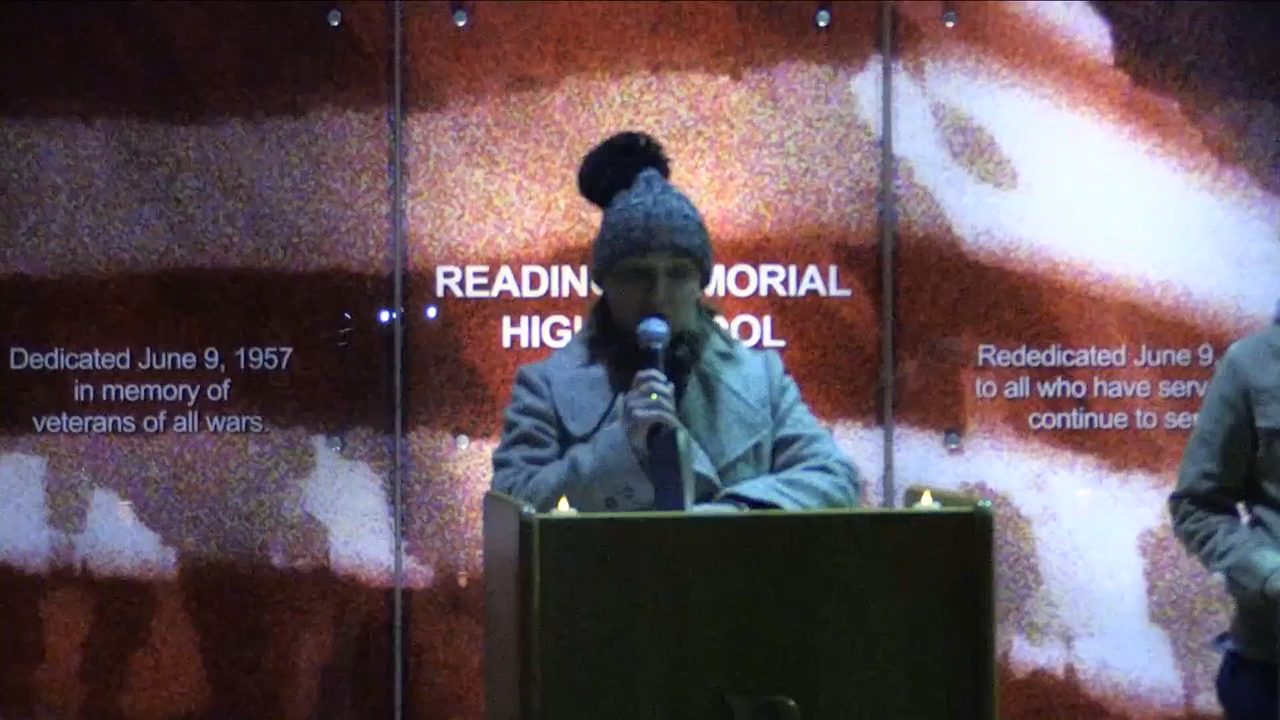 Dedicated June 9, 1957
in memory of
veterans of all wars.
READIN MORIAL
HIG OOL
Rededicated June 9,
to all who have serv
continue to se